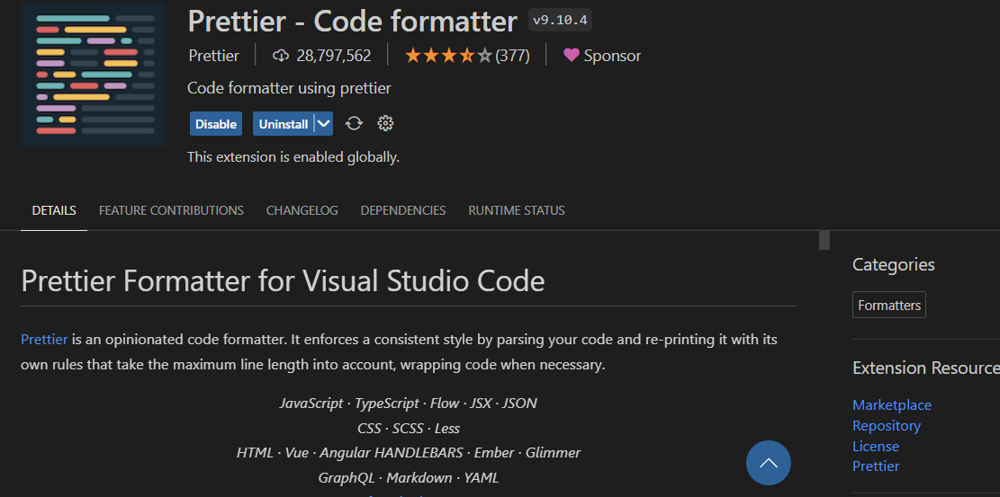 Prettier - Code formatter v9.10.4
Prettier 28,797,562 (377) Sponsor
Code formatter using prettier
Disable Uninstall
This extension is enabled globally.
DETAILS FEATURE CONTRIBUTIONS CHANGELOG DEPENDENCIES RUNTIME STATUS
Prettier Formatter for Visual Studio Code
Prettier is an opinionated code formatter. It enforces a consistent style by parsing your code and re-printing it with its
own rules that take the maximum line length into account, wrapping code when necessary.
JavaScript · TypeScript · Flow · JSX · JSON
CSS · SCSS · Less
HTML · Vue · Angular HANDLEBARS · Ember · Glimmer
GraphQL · Markdown · YAML
Categories
Formatters
Extension Resource
Marketplace
Repository
License
Prettier